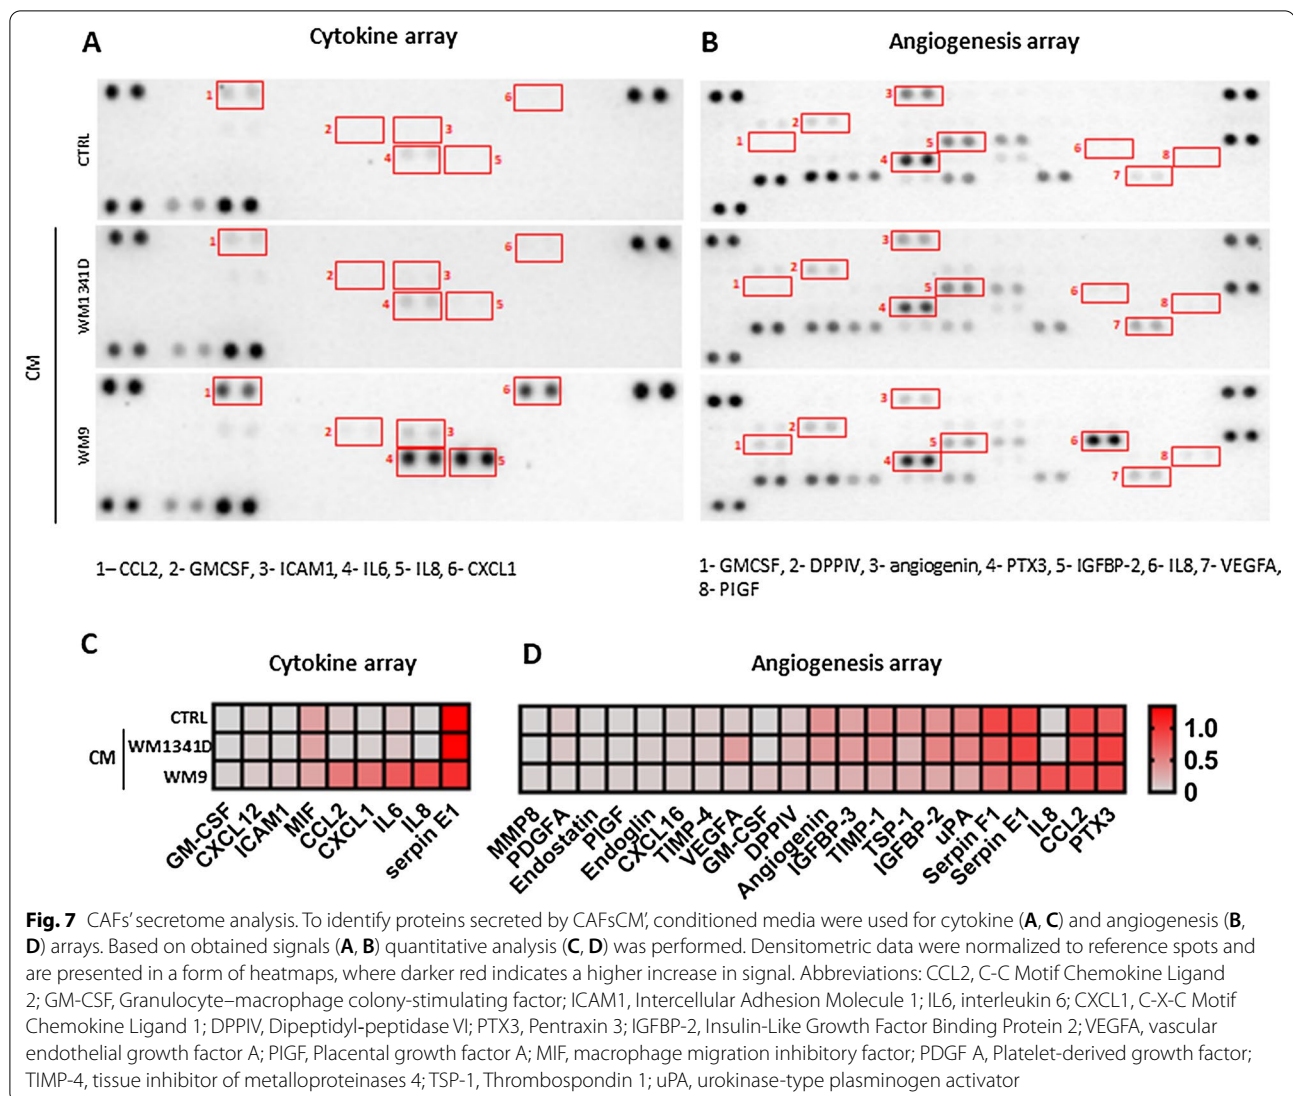 A
Cytokine array
B
Angiogenesis array
CTRL
1
6
2
3
4
5
3
2
1
5
6
8
4
7
CM
WM1341D
1
6
2
3
4
5
3
2
1
5
6
8
4
7
WM9
1
6
2
3
4
5
3
2
1
5
6
8
4
7
1– CCL2, 2- GMCSF, 3- ICAM1, 4- IL6, 5- IL8, 6- CXCL1
1- GMCSF, 2- DPPIV, 3- angiogenin, 4- PTX3, 5- IGFBP-2, 6- IL8, 7- VEGFA,
8- PIGF
C
Cytokine array
D
Angiogenesis array
CTRL
CM
WM1341D
WM9
GM-CSF
CXCL12
ICAM1
MIF
CCL2
CXCL1
IL6
IL8
serpin E1
MMP8
PDGFA
Endostatin
PIGF
Endoglin
CXCL16
TIMP-4
VEGFA
GM-CSF
DPPIV
Angiogenin
IGFBP-3
TIMP-1
TSP-1
IGFBP-2
uPA
Serpin F1
Serpin E1
IL8
CCL2
PTX3
1.0
0.5
0
Fig. 7 CAFs' secretome analysis. To identify proteins secreted by CAFsCM', conditioned media were used for cytokine (A, C) and angiogenesis (B,
D) arrays. Based on obtained signals (A, B) quantitative analysis (C, D) was performed. Densitometric data were normalized to reference spots and
are presented in a form of heatmaps, where darker red indicates a higher increase in signal. Abbreviations: CCL2, C-C Motif Chemokine Ligand
2; GM-CSF, Granulocyte–macrophage colony-stimulating factor; ICAM1, Intercellular Adhesion Molecule 1; IL6, interleukin 6; CXCL1, C-X-C Motif
Chemokine Ligand 1; DPPIV, Dipeptidyl-peptidase VI; PTX3, Pentraxin 3; IGFBP-2, Insulin-Like Growth Factor Binding Protein 2; VEGFA, vascular
endothelial growth factor A; PIGF, Placental growth factor A; MIF, macrophage migration inhibitory factor; PDGF A, Platelet-derived growth factor;
TIMP-4, tissue inhibitor of metalloproteinases 4; TSP-1, Thrombospondin 1; uPA, urokinase-type plasminogen activator